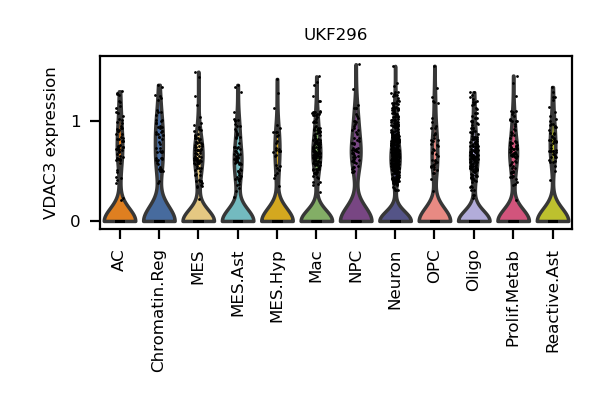 UKF296
VDAC3 expression
1
0
AC
Chromatin.Reg
MES
MES.Ast
MES.Hyp
Mac
NPC
Neuron
OPC
Oligo
Prolif.Metab
Reactive.Ast